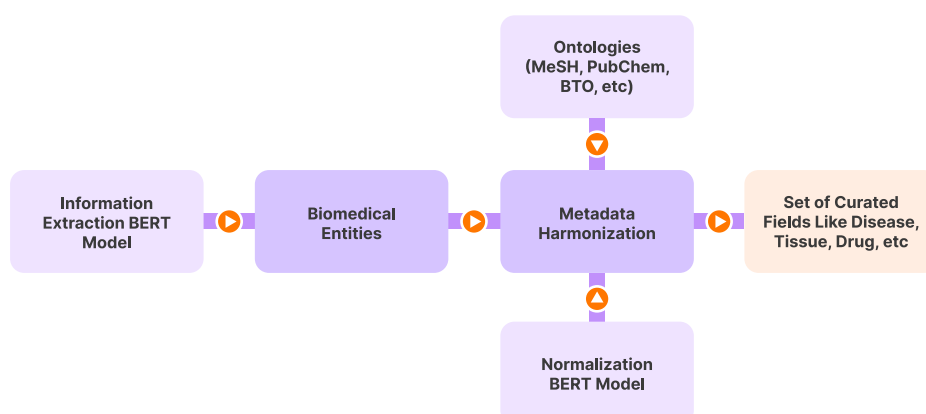 Ontologies
(MeSH, PubChem,
BTO, etc)
Information
Extraction BERT
Model
Biomedical
Entities
Metadata
Harmonization
Set of Curated
Fields Like Disease,
Tissue, Drug, etc
Normalization
BERT Model